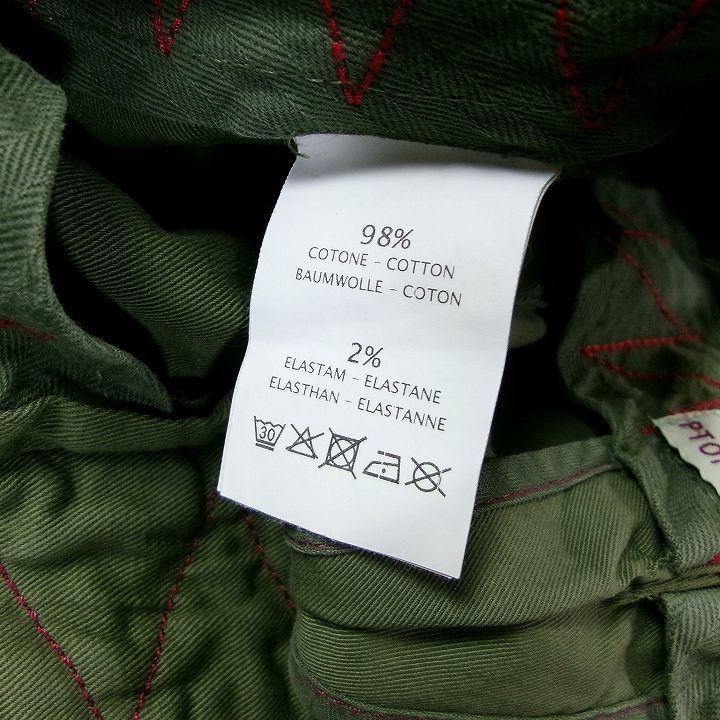 98%
COTONE - COTTON
BAUMWOLLE - COTON
2%
ELASTAM - ELASTANE
ELASTHAN - ELASTANNE
30